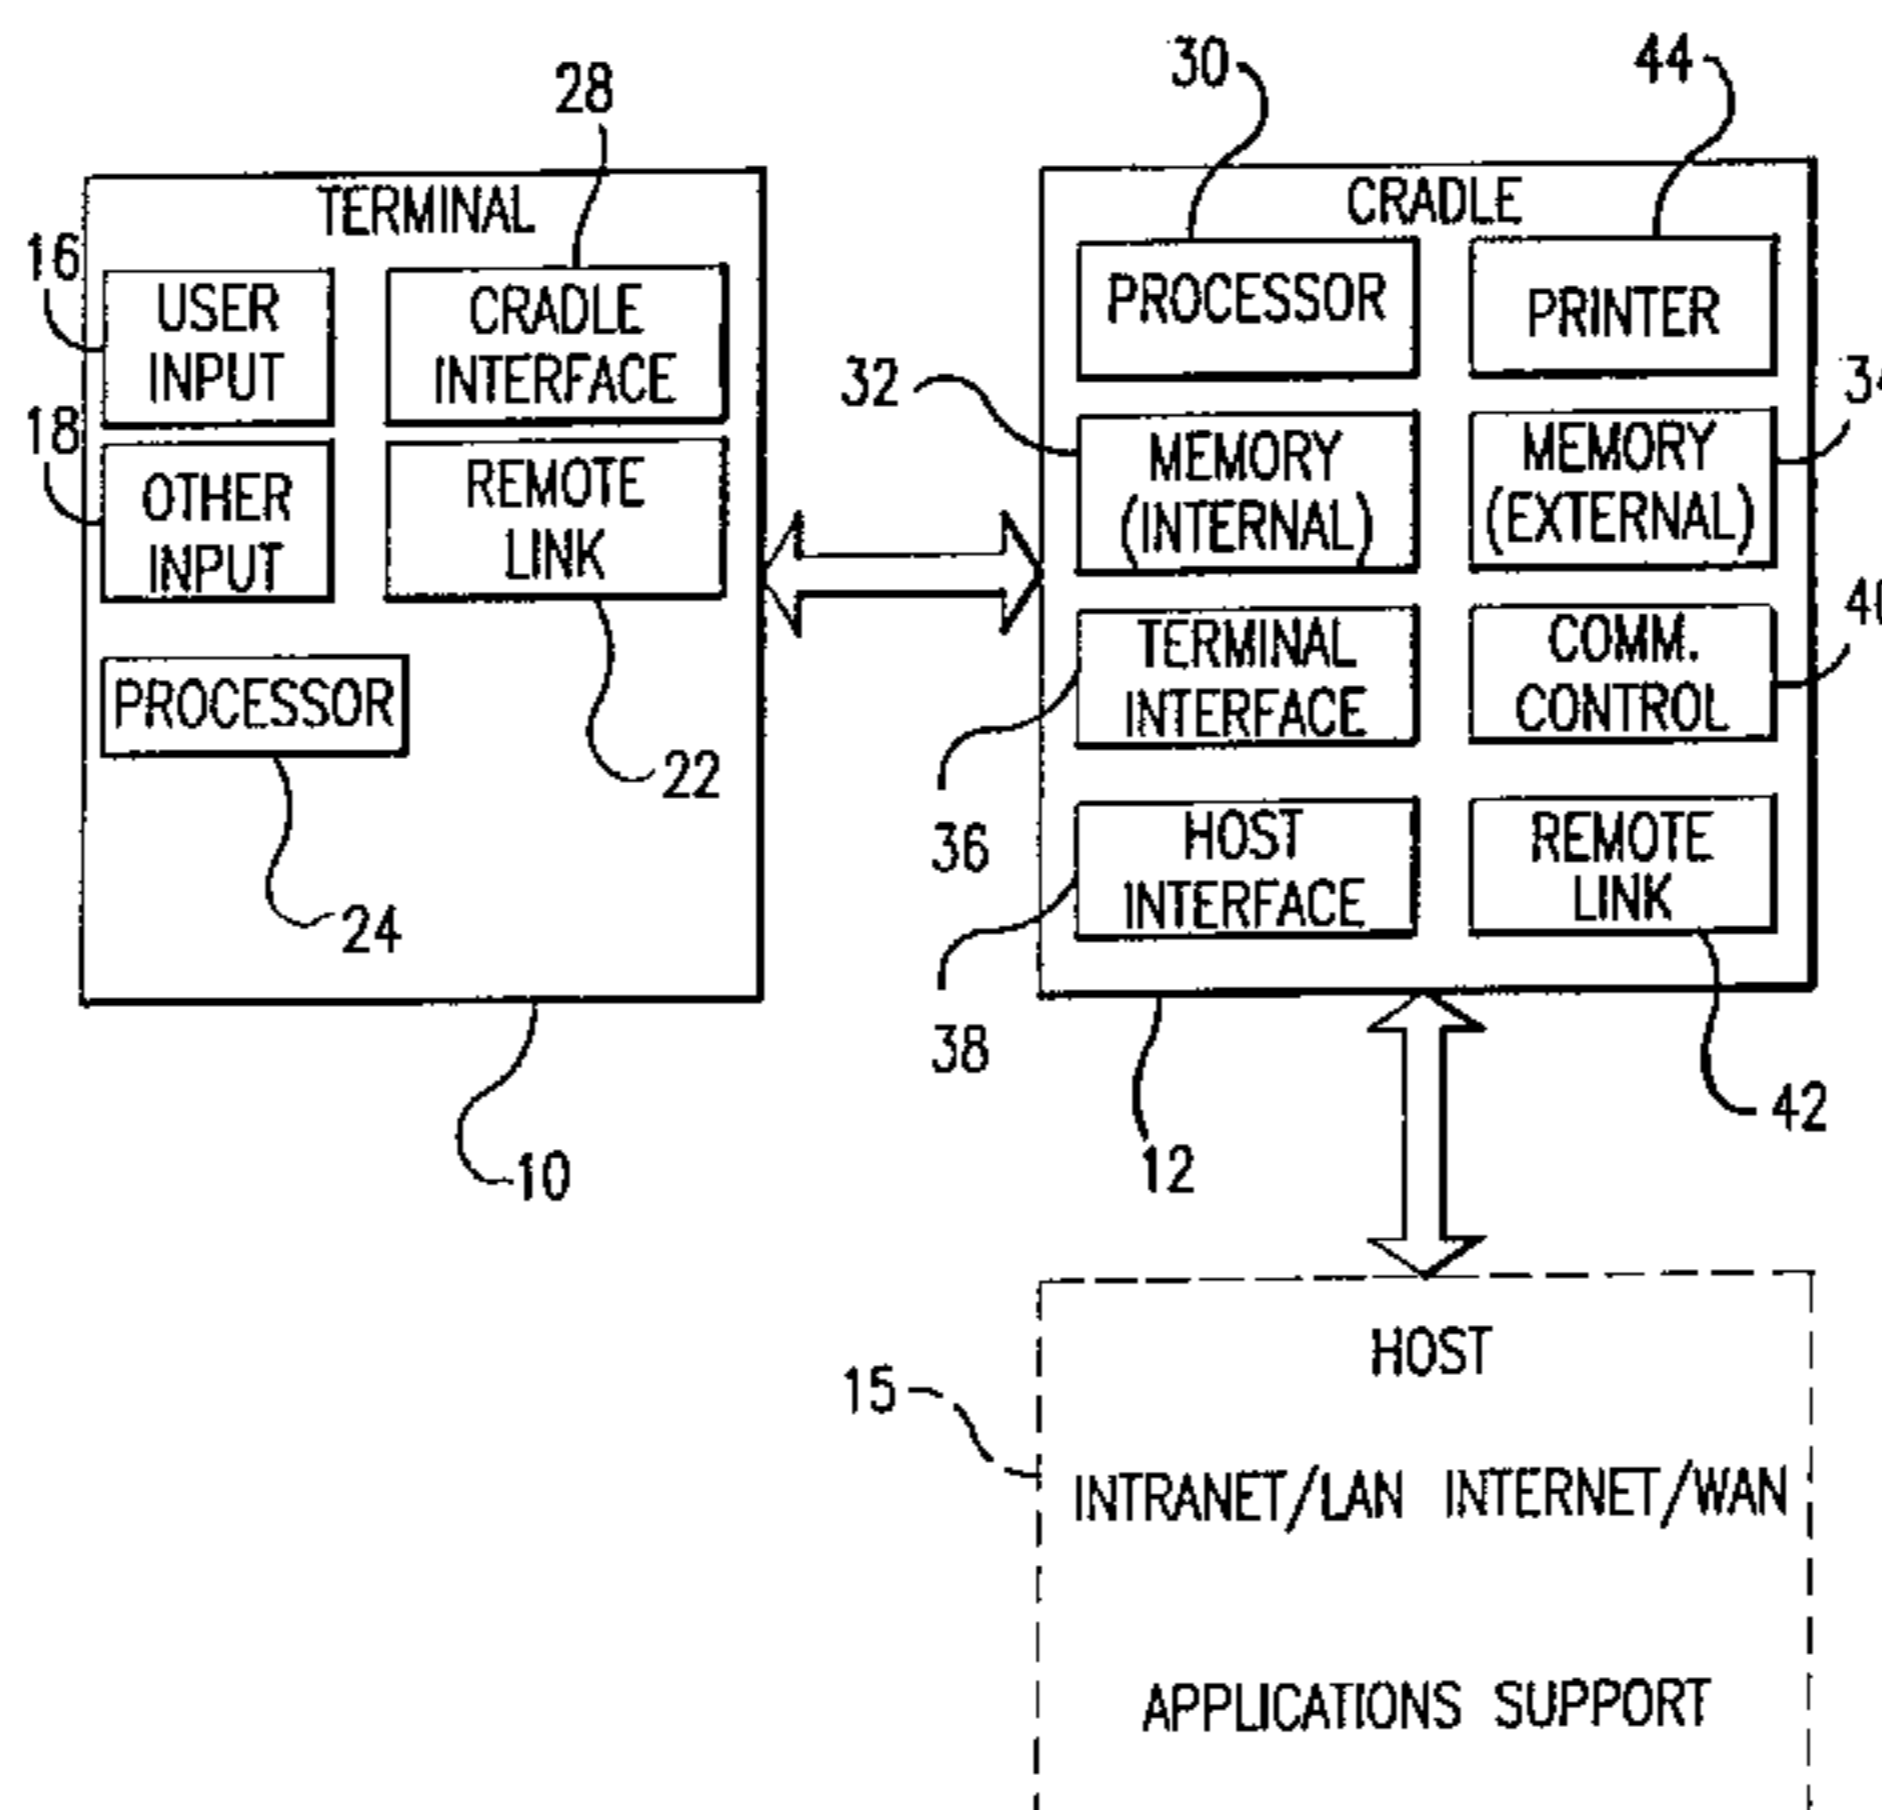 28
30
44
TERMINAL
CRADLE
16
USER
INPUT
CRADLE
INTERFACE
PROCESSOR
PRINTER
18
OTHER
INPUT
REMOTE
LINK
32
MEMORY
(INTERNAL)
MEMORY
(EXTERNAL)
34
PROCESSOR
22
24
TERMINAL
INTERFACE
COMM.
CONTROL
40
36
HOST
INTERFACE
REMOTE
LINK
38
42
10
12
HOST
15
INTRANET/LAN INTERNET/WAN
APPLICATIONS SUPPORT